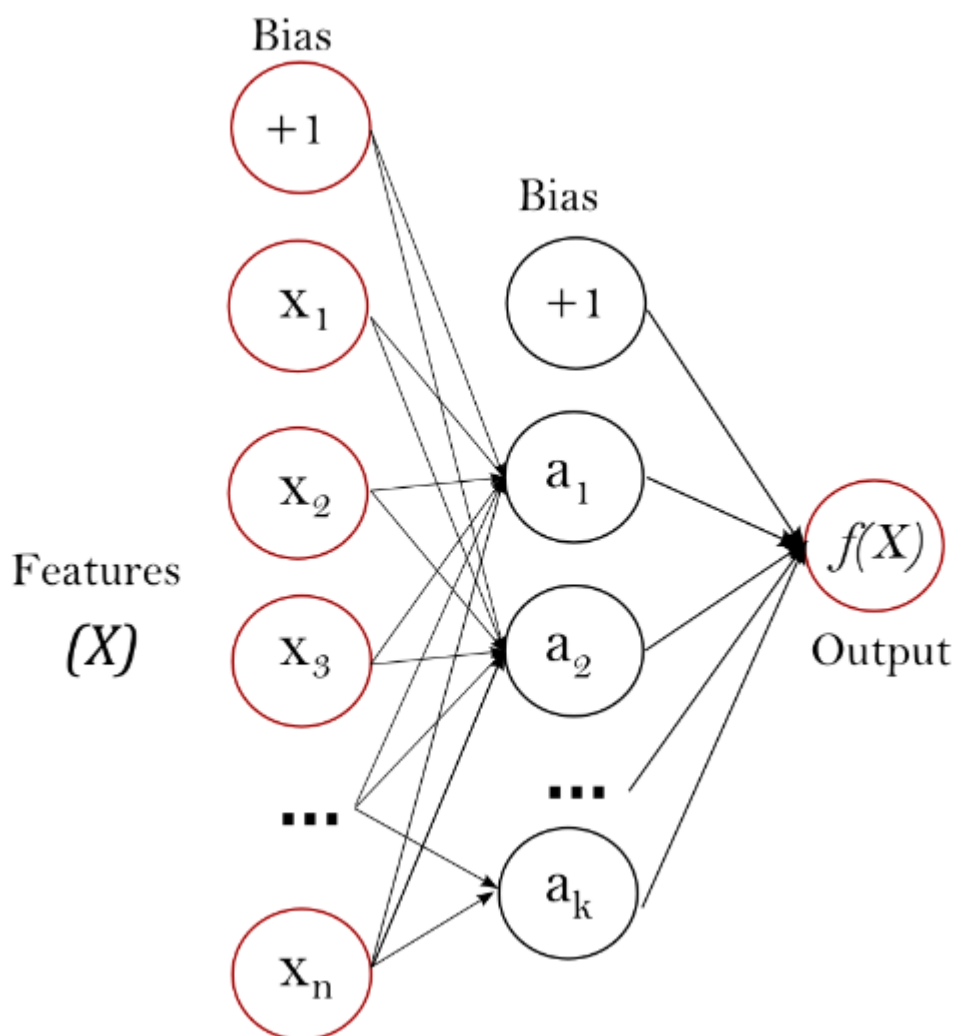 Bias
+1
x1
x2
x3
...
xn
Features
(X)
Bias
+1
a1
a2
...
ak
f(X)
Output